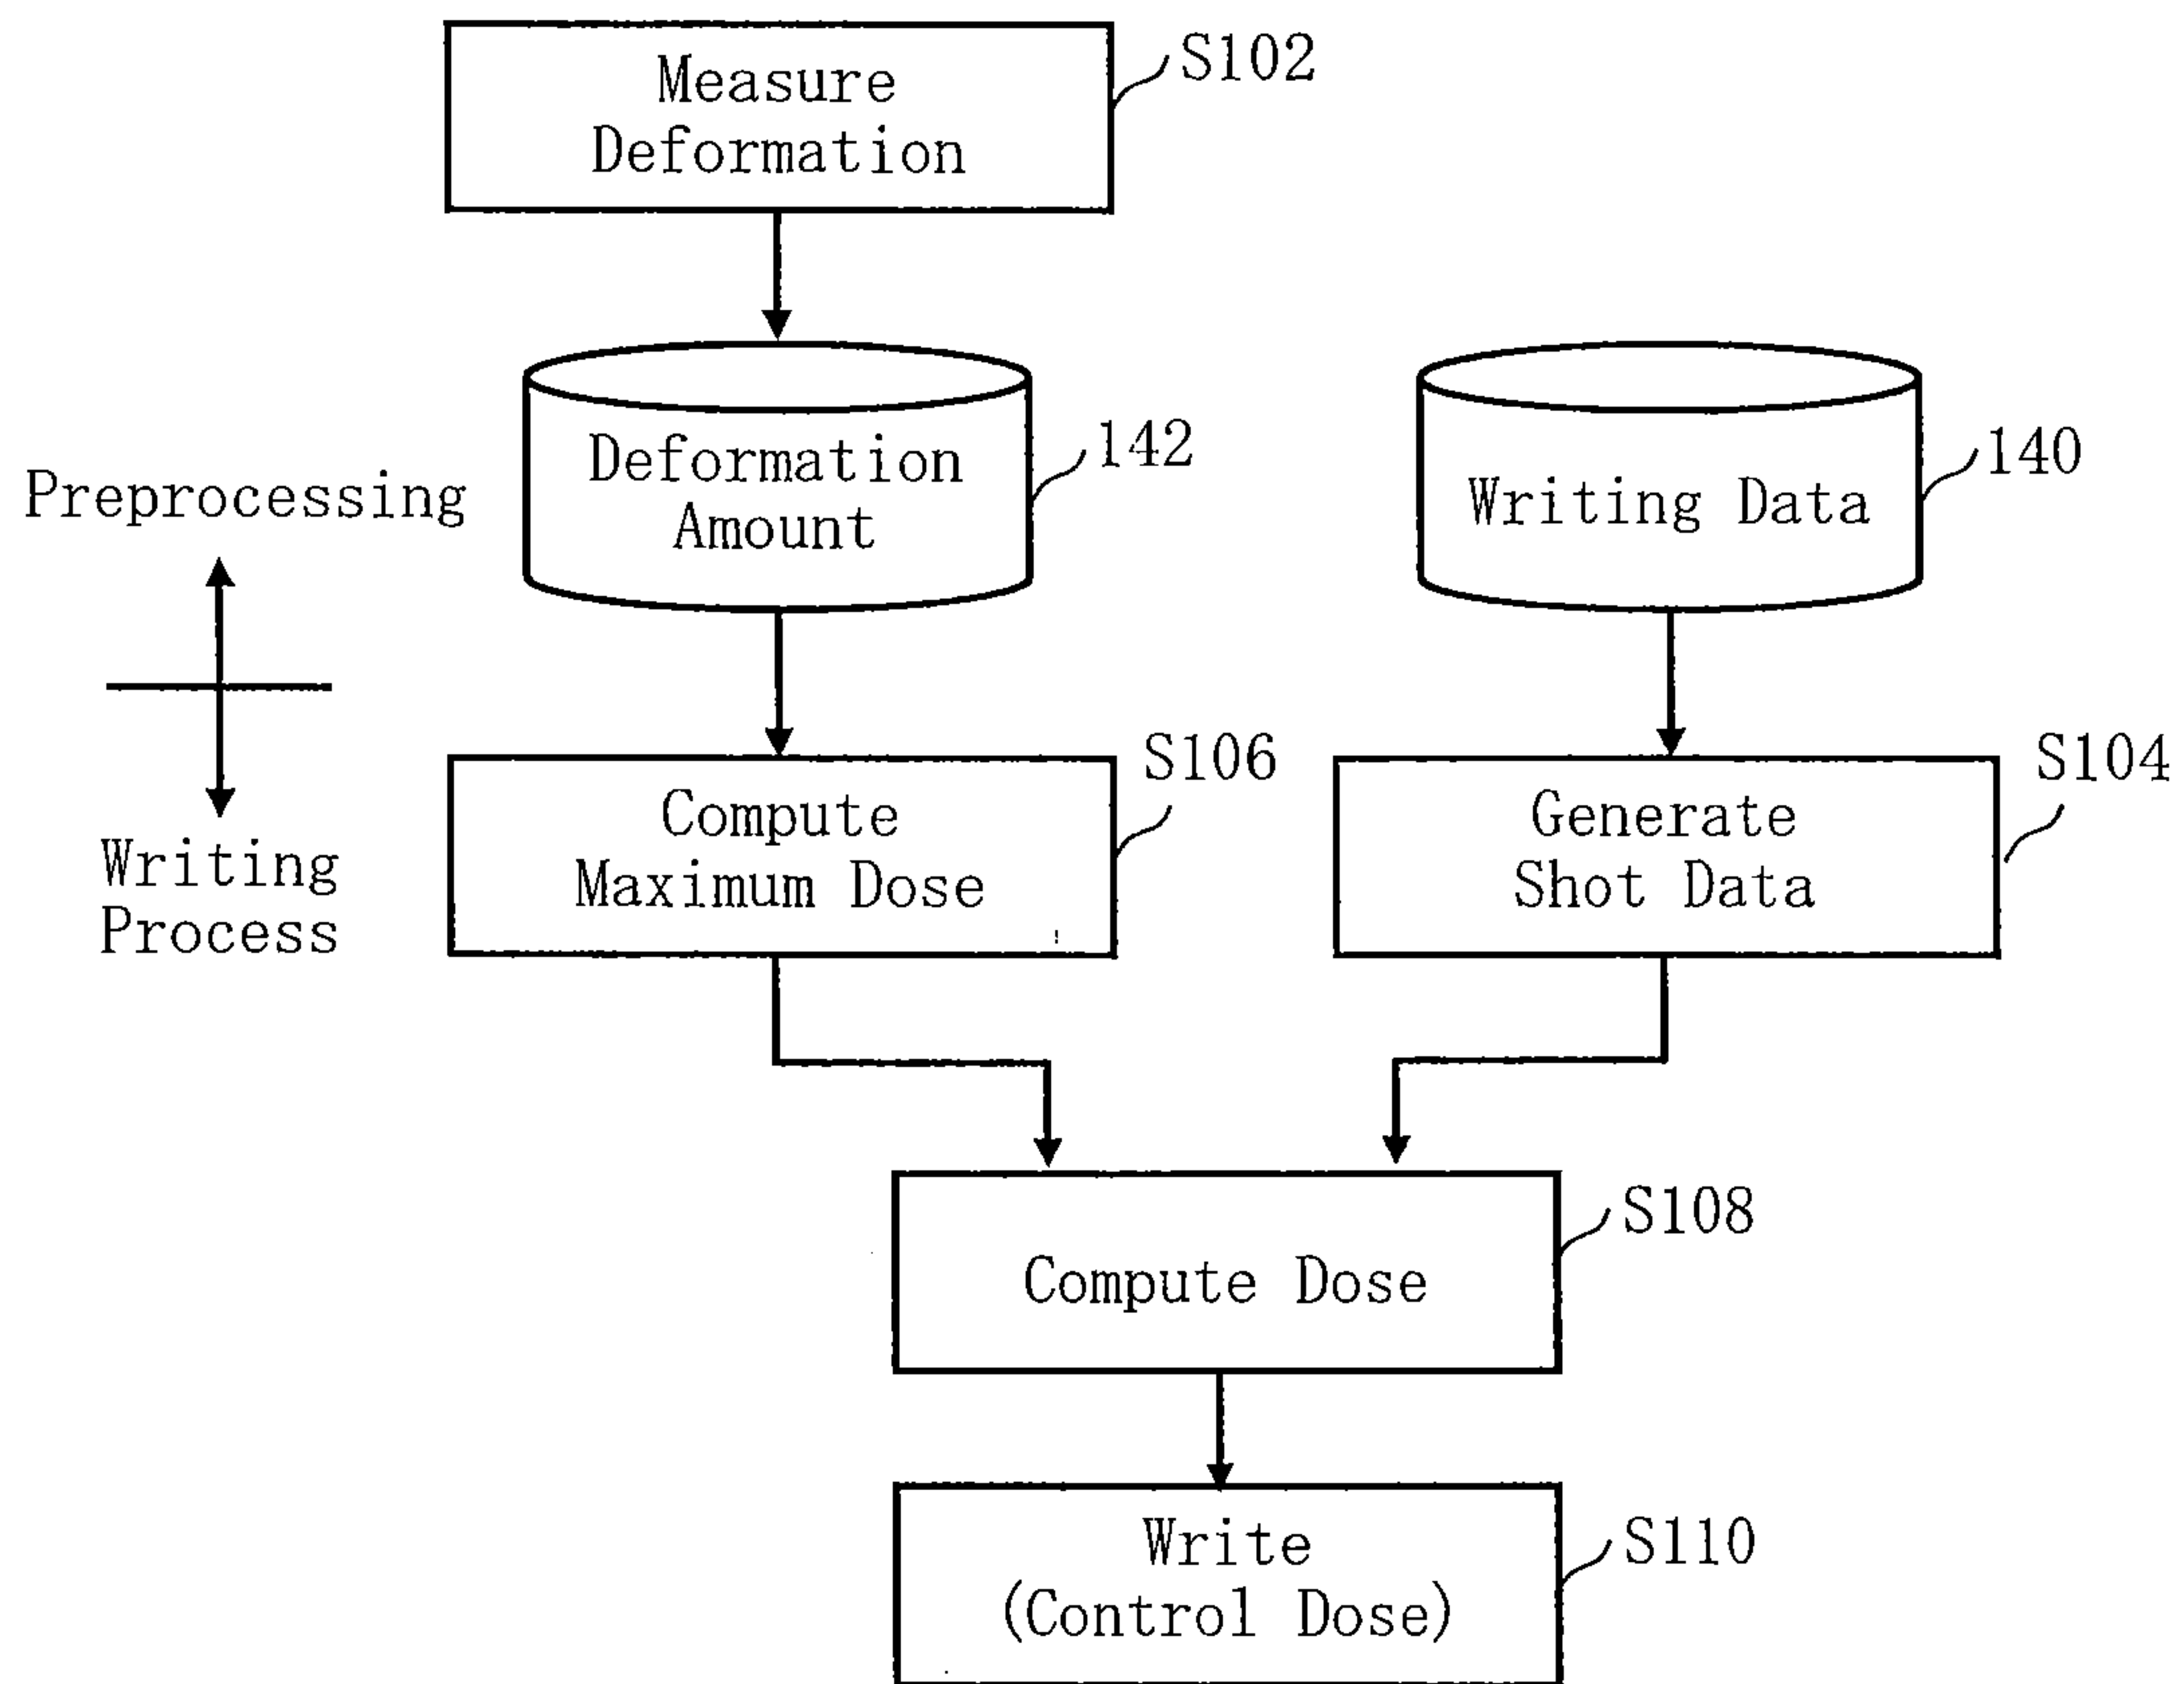 Measure
Deformation
S102
Deformation
Amount
142
Writing Data
140
Preprocessing
Writing
Process
Compute
Maximum Dose
S106
Generate
Shot Data
S104
Compute Dose
S108
Write
(Control Dose)
S110